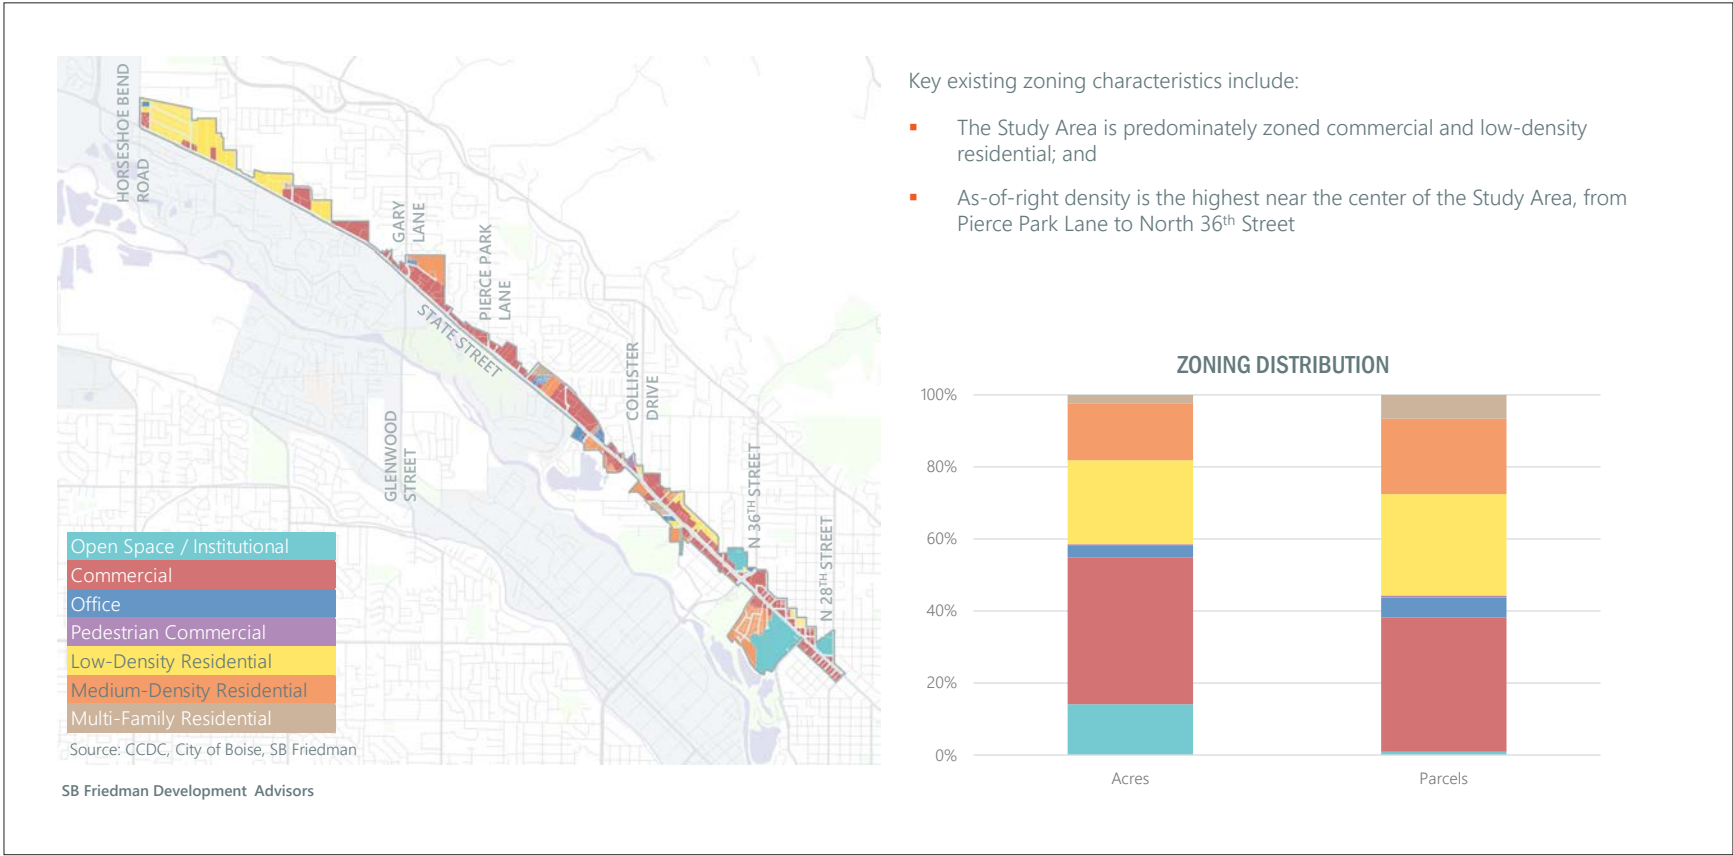 HORSESHOE BEND
ROAD
GARY
LANE
PIERCE PARK
LANE
STATE STREET
COLLISTER
DRIVE
GLENWOOD
STREET
N 36TH STREET
N 28TH STREET
Open Space / Institutional
Commercial
Office
Pedestrian Commercial
Low-Density Residential
Medium-Density Residential
Multi-Family Residential
Source: CCDC, City of Boise, SB Friedman
SB Friedman Development Advisors
Key existing zoning characteristics include:
▪ The Study Area is predominately zoned commercial and low-density
residential; and
▪ As-of-right density is the highest near the center of the Study Area, from
Pierce Park Lane to North 36th Street
ZONING DISTRIBUTION
100%
80%
60%
40%
20%
0%
Acres
Parcels